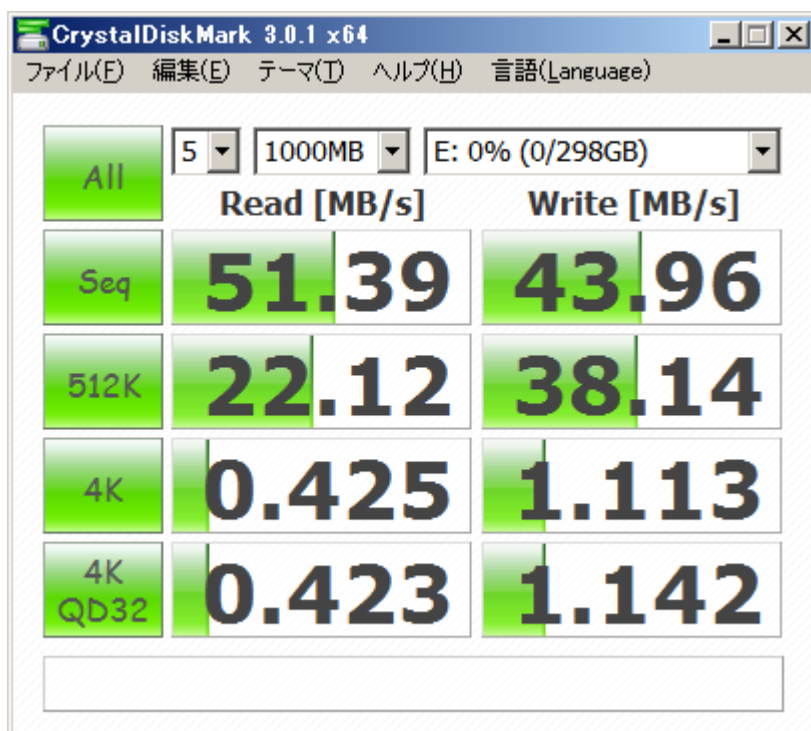 CrystalDiskMark 3.0.1 x64
ファイル(F) 編集(E) テーマ(T) ヘルプ(H) 言語(Language)
All 5 1000MB E: 0% (0/298GB)
Read [MB/s] Write [MB/s]
Seq 51.39 43.96
512K 22.12 38.14
4K 0.425 1.113
4K QD32 0.423 1.142